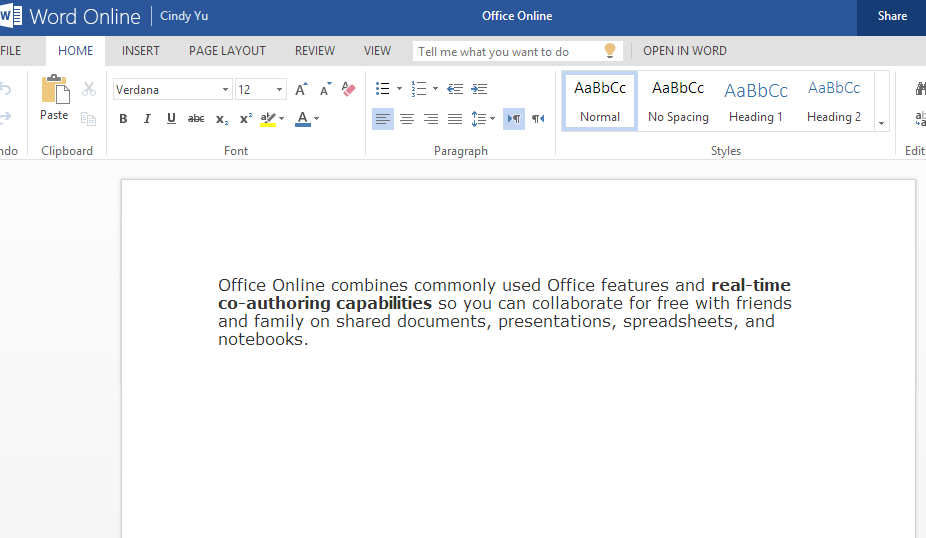 Word Online Cindy Yu Office Online Share
FILE HOME INSERT PAGE LAYOUT REVIEW VIEW Tell me what you want to do OPEN IN WORD
Verdana 12
AaBbCc AaBbCc AaBbCc AaBbCc
Paste B I U abc x₂ x² ab A ¶ ¶ Normal No Spacing Heading 1 Heading 2
ndo Clipboard Font Paragraph Styles Edit
Office Online combines commonly used Office features and real-time
co-authoring capabilities so you can collaborate for free with friends
and family on shared documents, presentations, spreadsheets, and
notebooks.